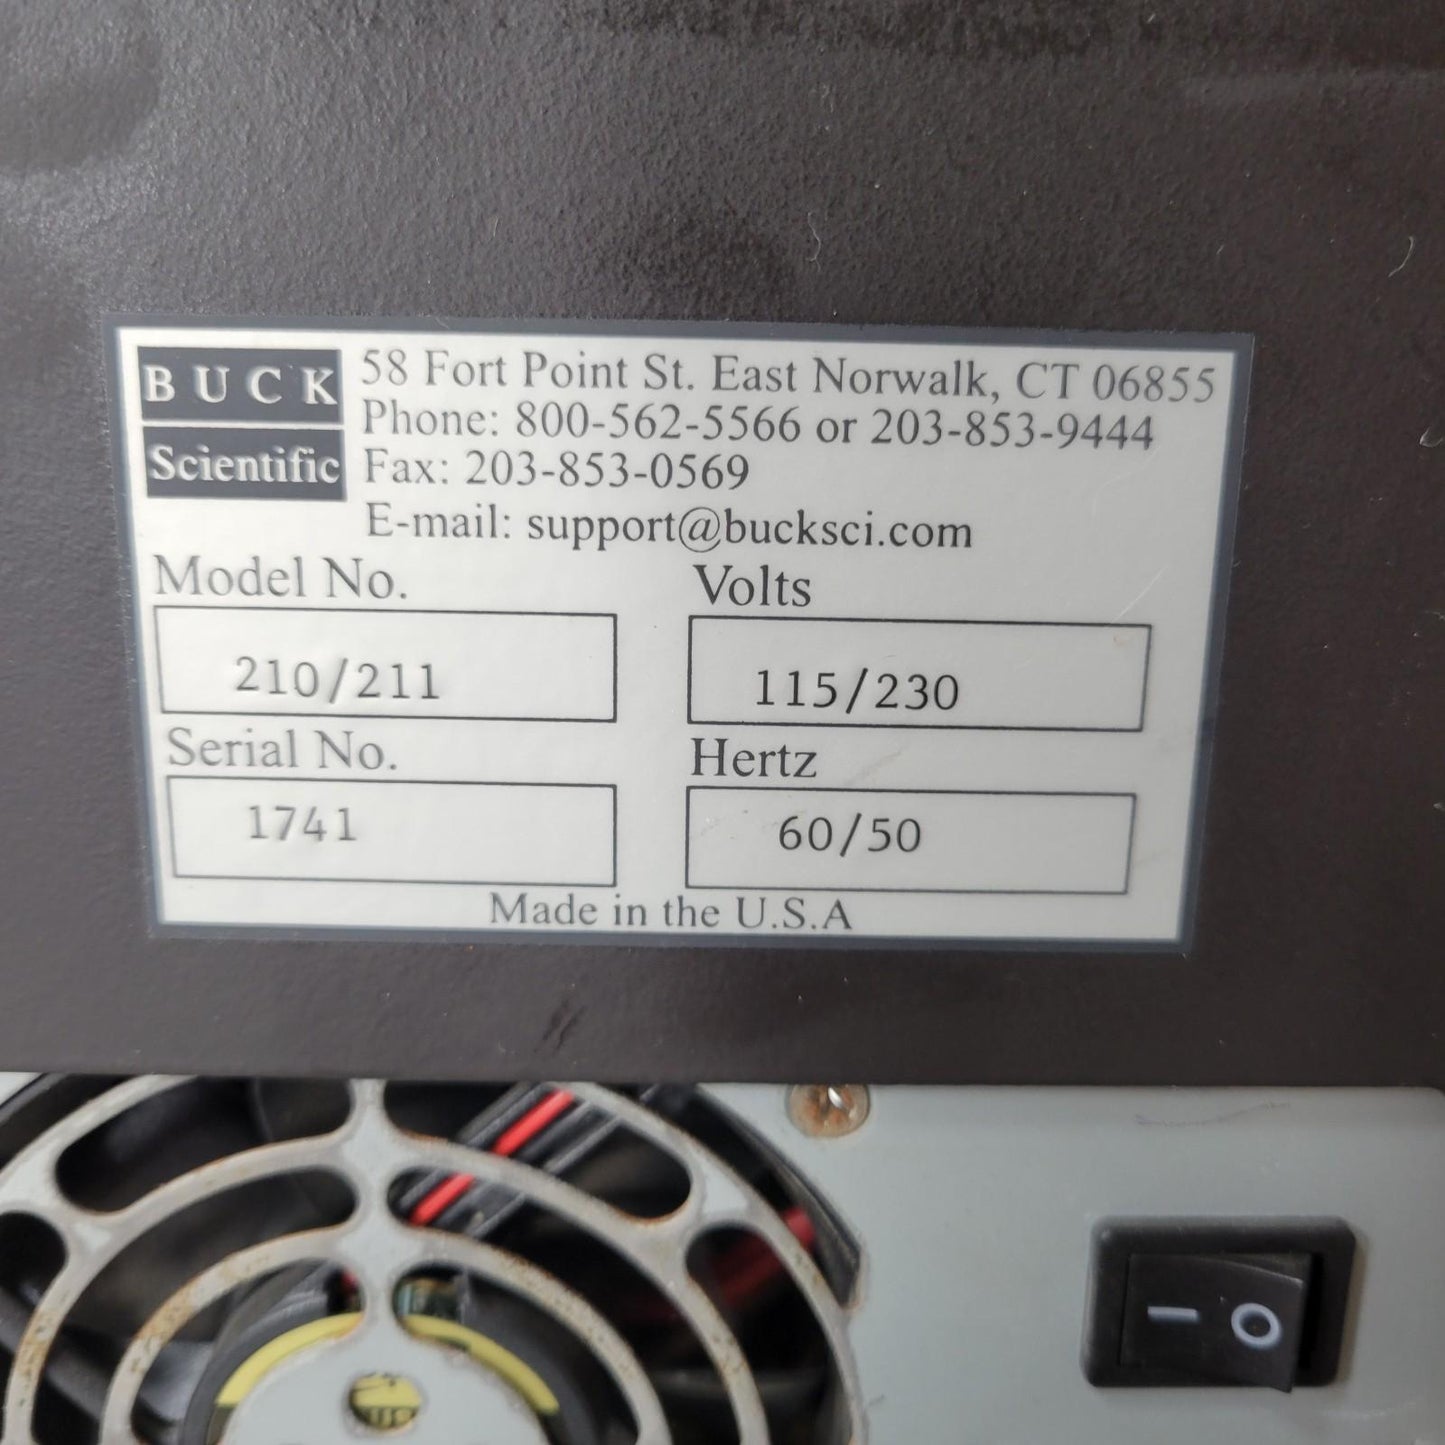 BUCK
Scientific
58 Fort Point St. East Norwalk, CT 06855
Phone: 800-562-5566 or 203-853-9444
Fax: 203-853-0569
E-mail: support@bucksci.com
Model No.
210/211
Volts
115/230
Serial No.
1741
Hertz
60/50
Made in the U.S.A
I O